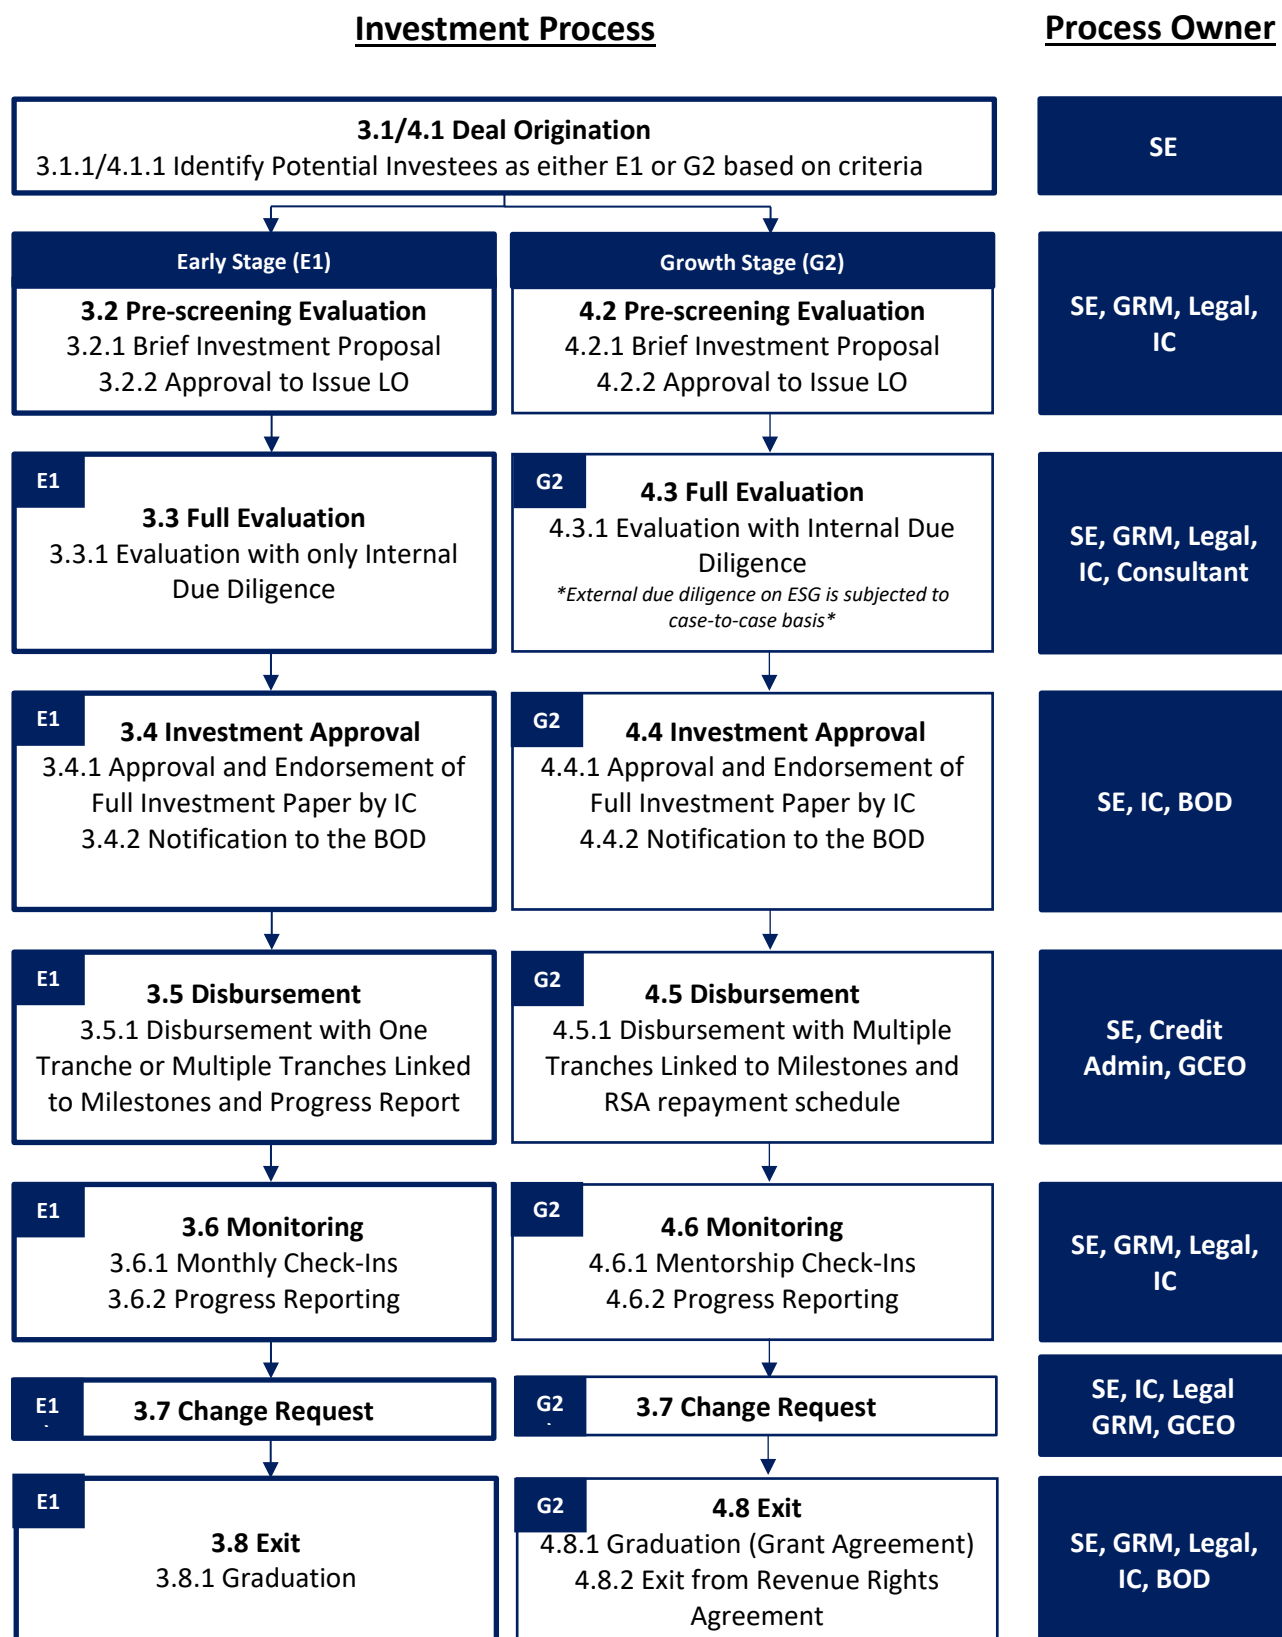 Investment Process
Process Owner
3.1/4.1 Deal Origination
3.1.1/4.1.1 Identify Potential Investees as either E1 or G2 based on criteria
SE
Early Stage (E1)
3.2 Pre-screening Evaluation
3.2.1 Brief Investment Proposal
3.2.2 Approval to Issue LO
Growth Stage (G2)
4.2 Pre-screening Evaluation
4.2.1 Brief Investment Proposal
4.2.2 Approval to Issue LO
SE, GRM, Legal,
IC
E1
3.3 Full Evaluation
3.3.1 Evaluation with only Internal
Due Diligence
G2
4.3 Full Evaluation
4.3.1 Evaluation with Internal Due
Diligence
*External due diligence on ESG is subjected to
case-to-case basis*
SE, GRM, Legal,
IC, Consultant
E1
3.4 Investment Approval
3.4.1 Approval and Endorsement of
Full Investment Paper by IC
3.4.2 Notification to the BOD
G2
4.4 Investment Approval
4.4.1 Approval and Endorsement of
Full Investment Paper by IC
4.4.2 Notification to the BOD
SE, IC, BOD
E1
3.5 Disbursement
3.5.1 Disbursement with One
Tranche or Multiple Tranches Linked
to Milestones and Progress Report
G2
4.5 Disbursement
4.5.1 Disbursement with Multiple
Tranches Linked to Milestones and
RSA repayment schedule
SE, Credit
Admin, GCEO
E1
3.6 Monitoring
3.6.1 Monthly Check-Ins
3.6.2 Progress Reporting
G2
4.6 Monitoring
4.6.1 Mentorship Check-Ins
4.6.2 Progress Reporting
SE, GRM, Legal,
IC
E1
3.7 Change Request
G2
3.7 Change Request
SE, IC, Legal
GRM, GCEO
E1
3.8 Exit
3.8.1 Graduation
G2
4.8 Exit
4.8.1 Graduation (Grant Agreement)
4.8.2 Exit from Revenue Rights
Agreement
SE, GRM, Legal,
IC, BOD